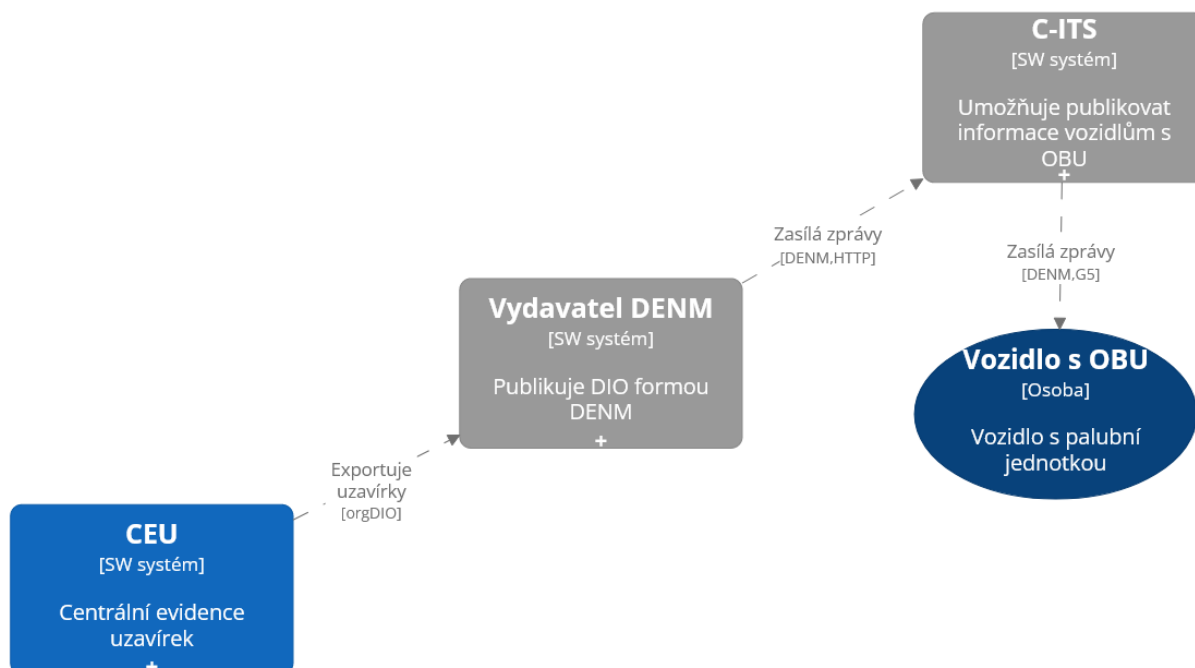 C-ITS
[SW systém]
Umožňuje publikovat
informace vozidlům s
OBU
+
Zasílá zprávy
[DENM,HTTP]
Zasílá zprávy
[DENM,G5]
Vydavatel DENM
[SW systém]
Publikuje DIO formou
DENM
+
Vozidlo s OBU
[Osoba]
Vozidlo s palubní
jednotkou
Exportuje
uzavírky
[orgDIO]
CEU
[SW systém]
Centrální evidence
uzavírek
+